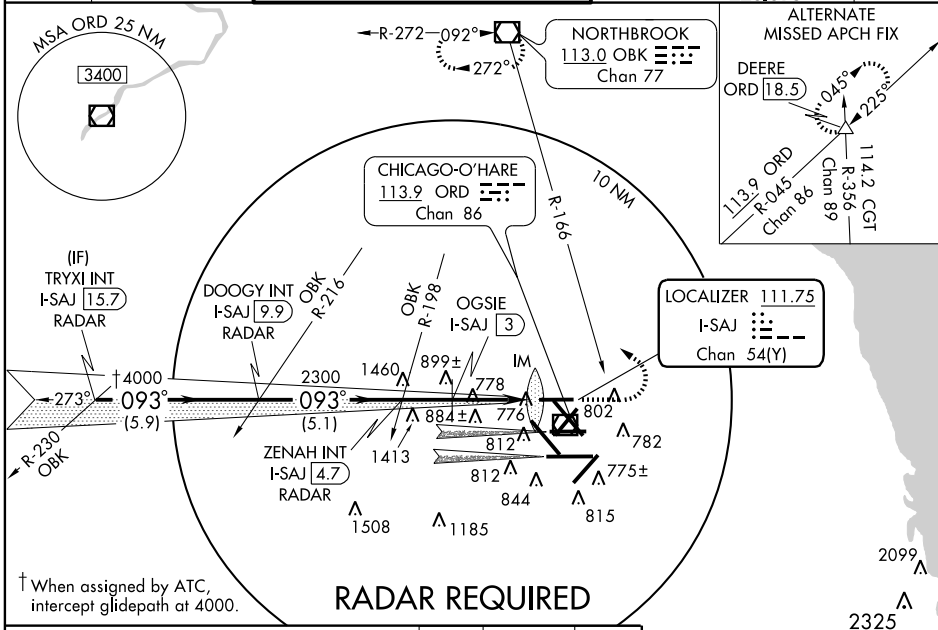 MSA ORD 25 NM
3400
R-272
092°
272°
NORTHBROOK
113.0 OBK
Chan 77
ALTERNATE
MISSED APCH FIX
DEERE
ORD 18.5
045°
225°
113.9 ORD
R-045
Chan 86
114.2 CGT
R-356
Chan 89
CHICAGO-O'HARE
113.9 ORD
Chan 86
10 NM
R-166
(IF)
TRYXI INT
I-SAJ 15.7
RADAR
DOOGY INT
I-SAJ 9.9
RADAR
OBK
R-216
OBK
R-198
OGSIE
I-SAJ 3
LOCALIZER 111.75
I-SAJ
Chan 54(Y)
IM
†4000
2300
1460
899±
778
273°
093°
093°
(5.9)
(5.1)
884±
776
802
R-230
OBK
ZENAH INT
I-SAJ 4.7
RADAR
1413
812
782
812
844
775±
815
1508
1185
2099
2325
† When assigned by ATC,
intercept glidepath at 4000.
RADAR REQUIRED